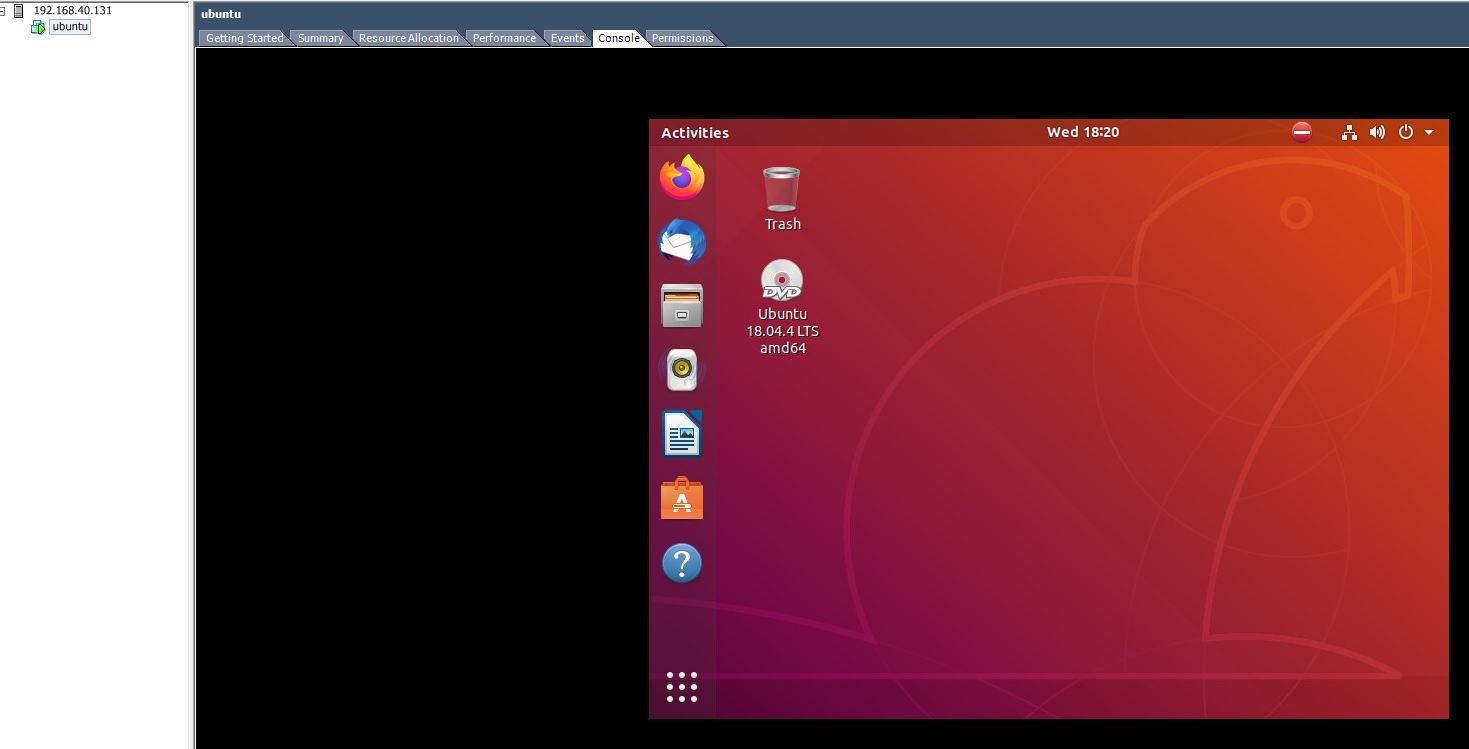 192.168.40.131
ubuntu
ubuntu
Getting Started Summary Resource Allocation Performance Events Console Permissions
Activities
Wed 18:20
Trash
DVD
Ubuntu
18.04.4 LTS
amd64